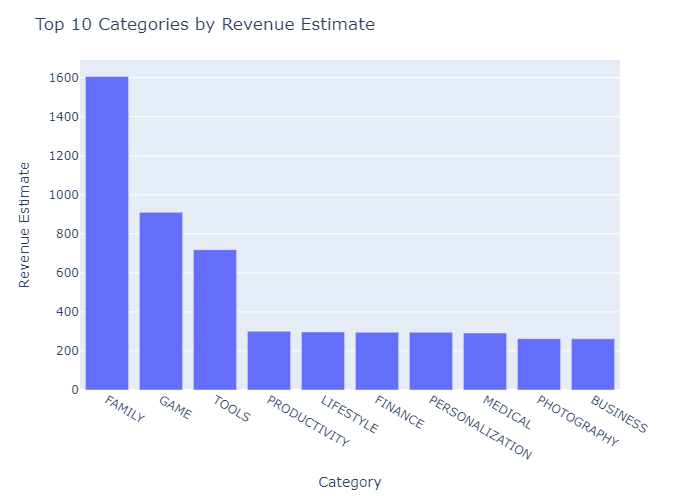 Top 10 Categories by Revenue Estimate
Revenue Estimate
1600
1400
1200
1000
800
600
400
200
0
FAMILY
GAME
TOOLS
PRODUCTIVITY
LIFESTYLE
FINANCE
PERSONALIZATION
MEDICAL
PHOTOGRAPHY
BUSINESS
Category